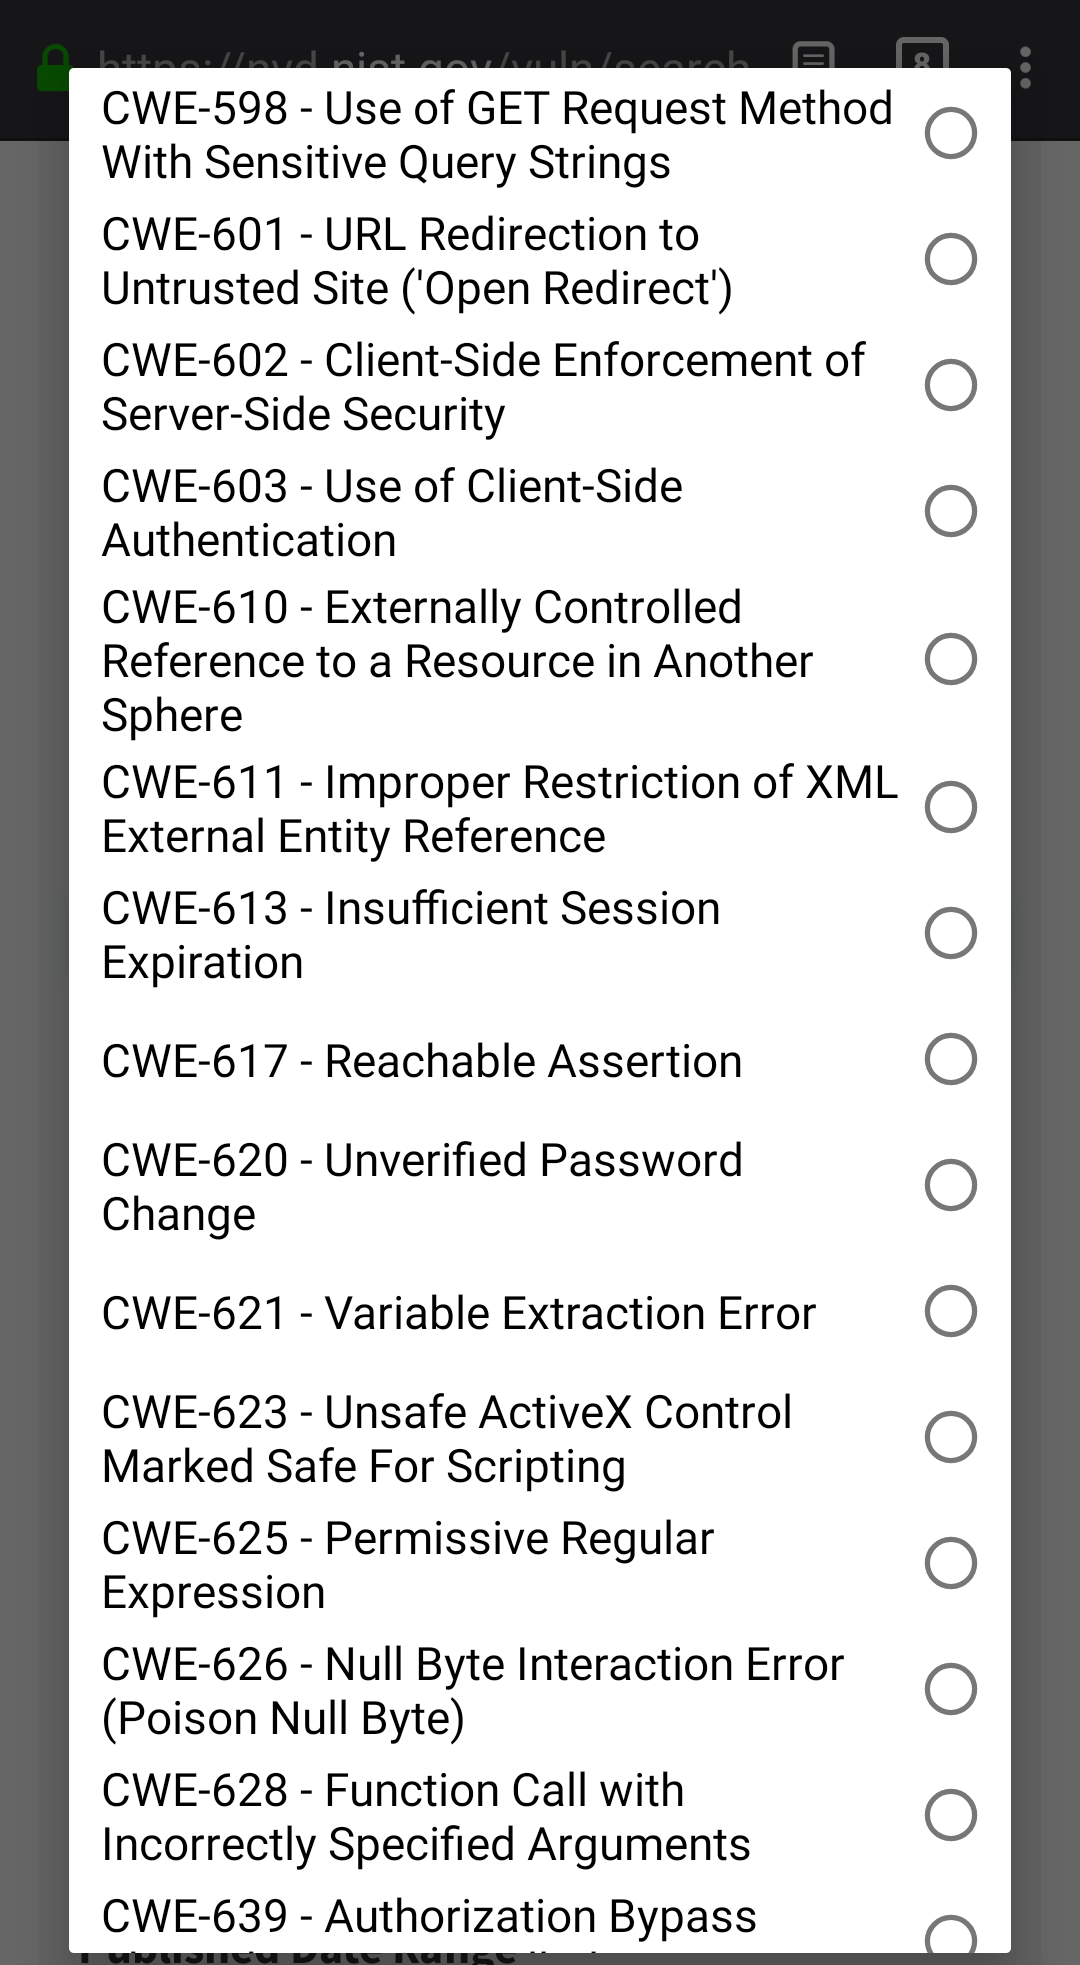 https://nvd.nist.gov/vuln/search
8
CWE-598 - Use of GET Request Method
With Sensitive Query Strings
CWE-601 - URL Redirection to
Untrusted Site ('Open Redirect')
CWE-602 - Client-Side Enforcement of
Server-Side Security
CWE-603 - Use of Client-Side
Authentication
CWE-610 - Externally Controlled
Reference to a Resource in Another
Sphere
CWE-611 - Improper Restriction of XML
External Entity Reference
CWE-613 - Insufficient Session
Expiration
CWE-617 - Reachable Assertion
CWE-620 - Unverified Password
Change
CWE-621 - Variable Extraction Error
CWE-623 - Unsafe ActiveX Control
Marked Safe For Scripting
CWE-625 - Permissive Regular
Expression
CWE-626 - Null Byte Interaction Error
(Poison Null Byte)
CWE-628 - Function Call with
Incorrectly Specified Arguments
CWE-639 - Authorization Bypass
Published Date Range